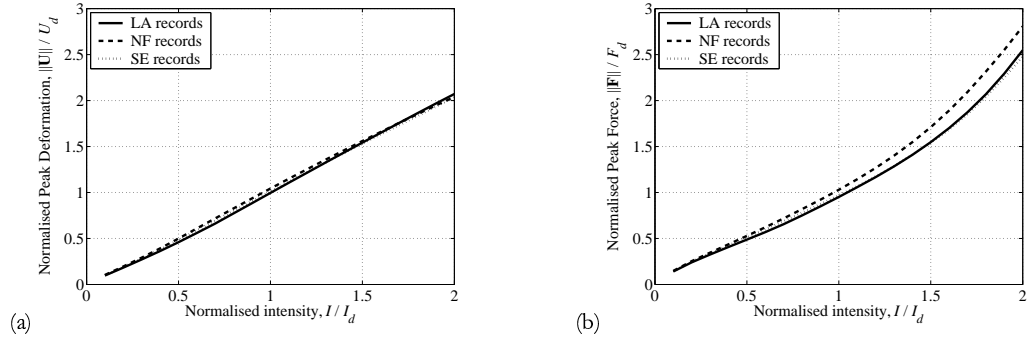 3
2.5
2
1.5
1
0.5
0
Normalised Peak Deformation, ||U|| / U_d
LA records
NF records
SE records
0 0.5 1 1.5 2
Normalised intensity, I / I_d
(a)
3
2.5
2
1.5
1
0.5
0
Normalised Peak Force, ||F|| / F_d
LA records
NF records
SE records
0 0.5 1 1.5 2
Normalised intensity, I / I_d
(b)